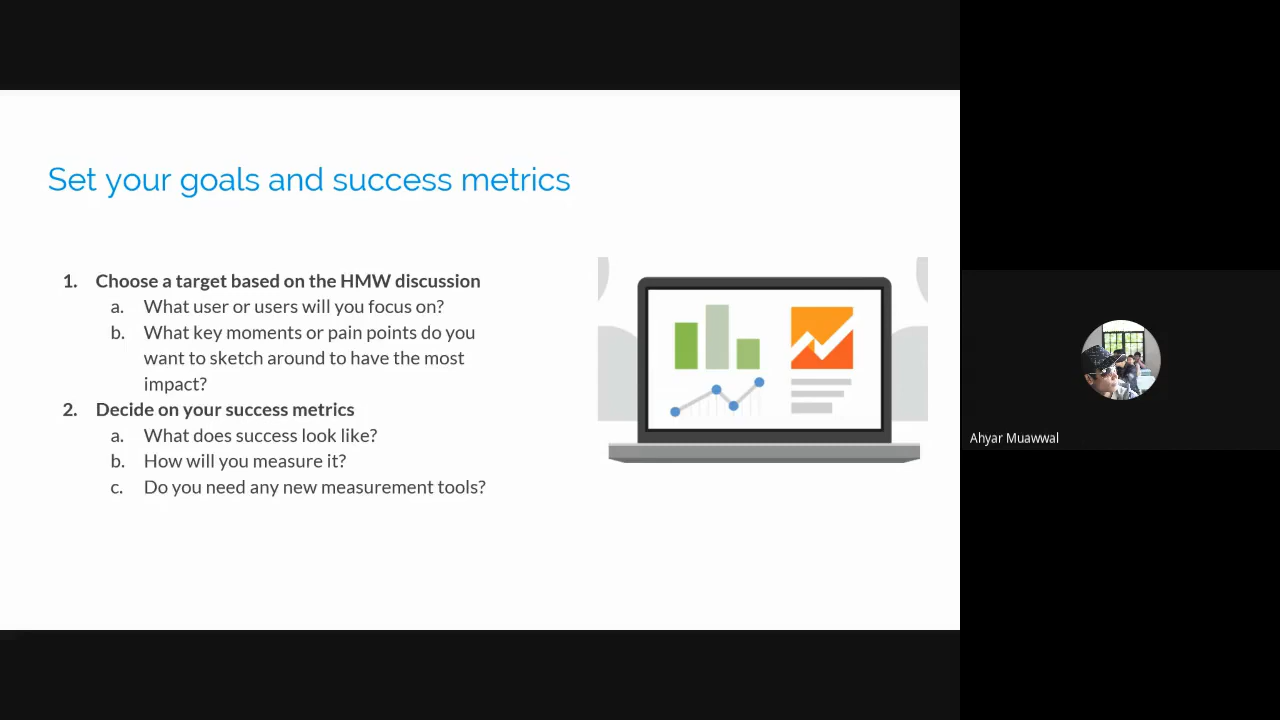 Set your goals and success metrics
1. Choose a target based on the HMW discussion
a. What user or users will you focus on?
b. What key moments or pain points do you
want to sketch around to have the most
impact?
2. Decide on your success metrics
a. What does success look like?
b. How will you measure it?
c. Do you need any new measurement tools?
Ahyar Muawwal